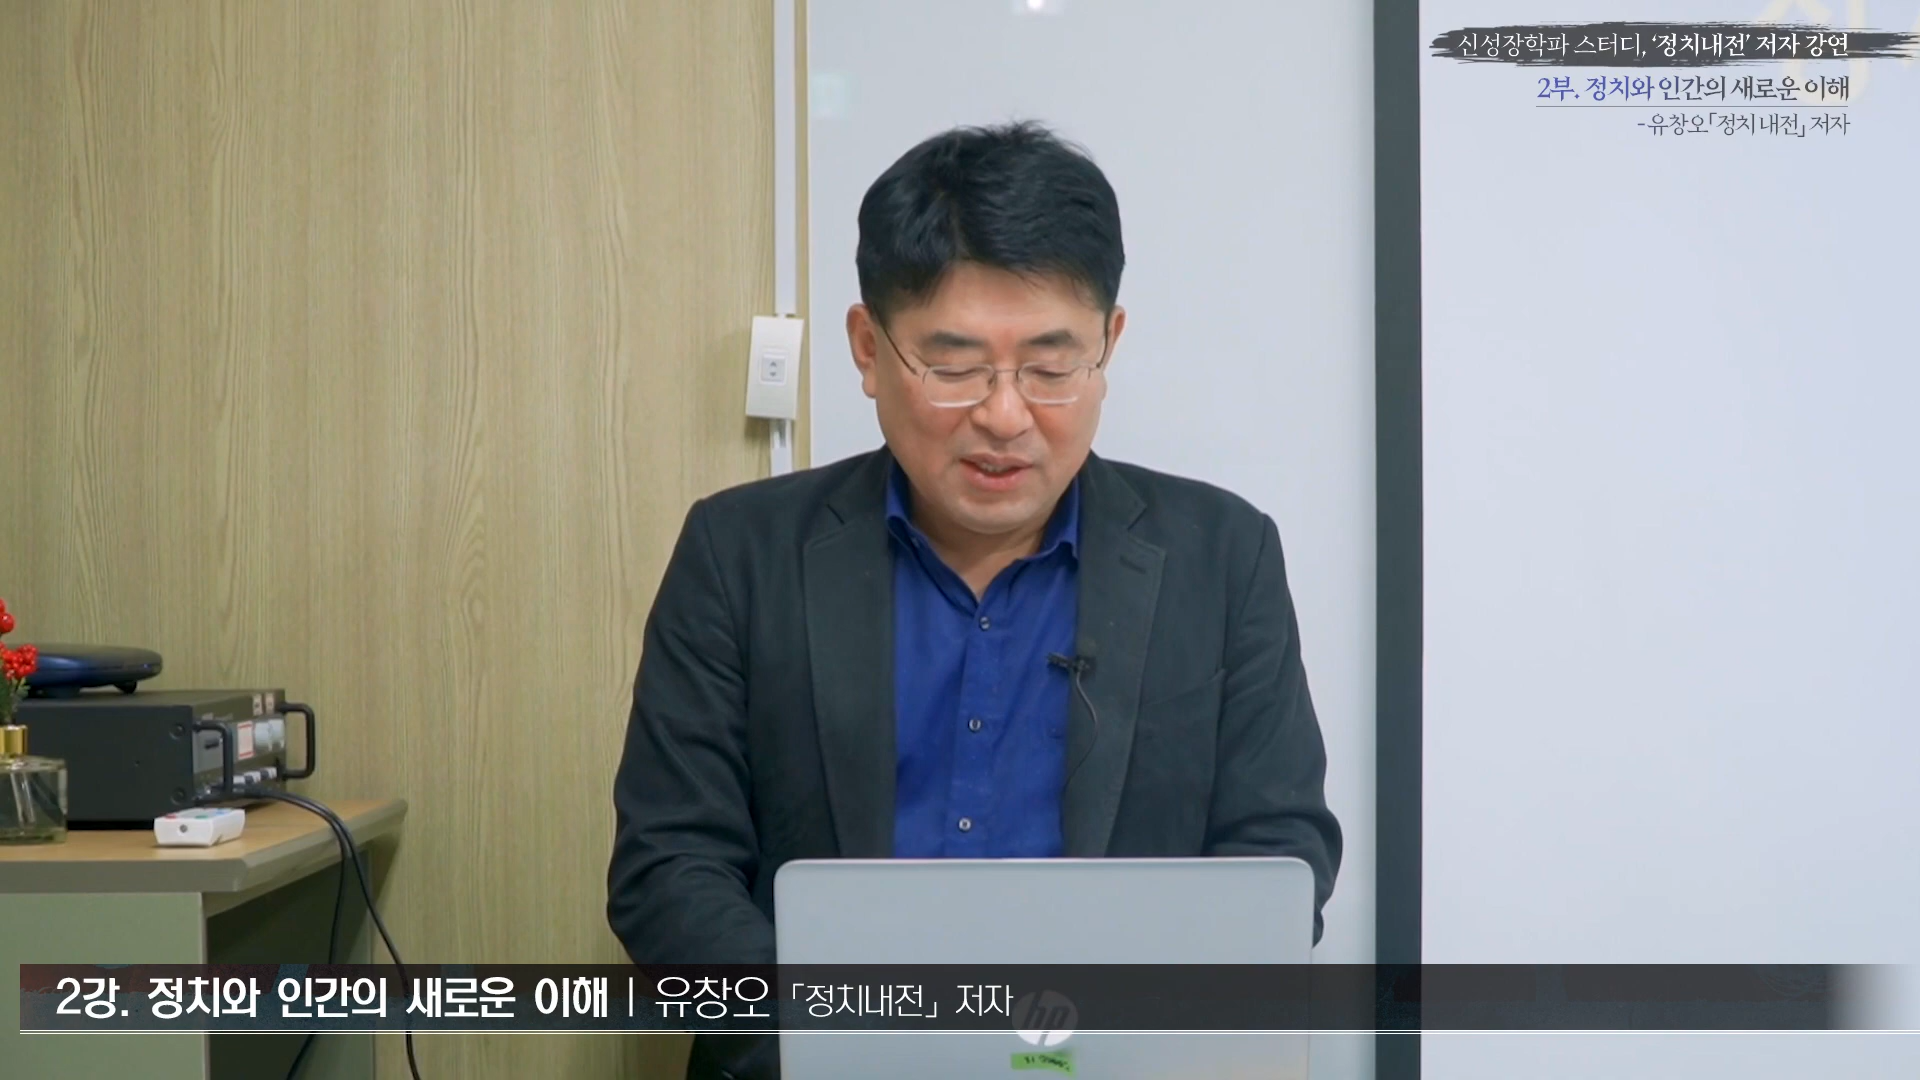 신성장학파 스터디, ‘정치내전’ 저자 강연
2부. 정치와 인간의 새로운 이해
-유창오「정치 내전」 저자
2강. 정치와 인간의 새로운 이해 | 유창오 「정치내전」 저자
hp